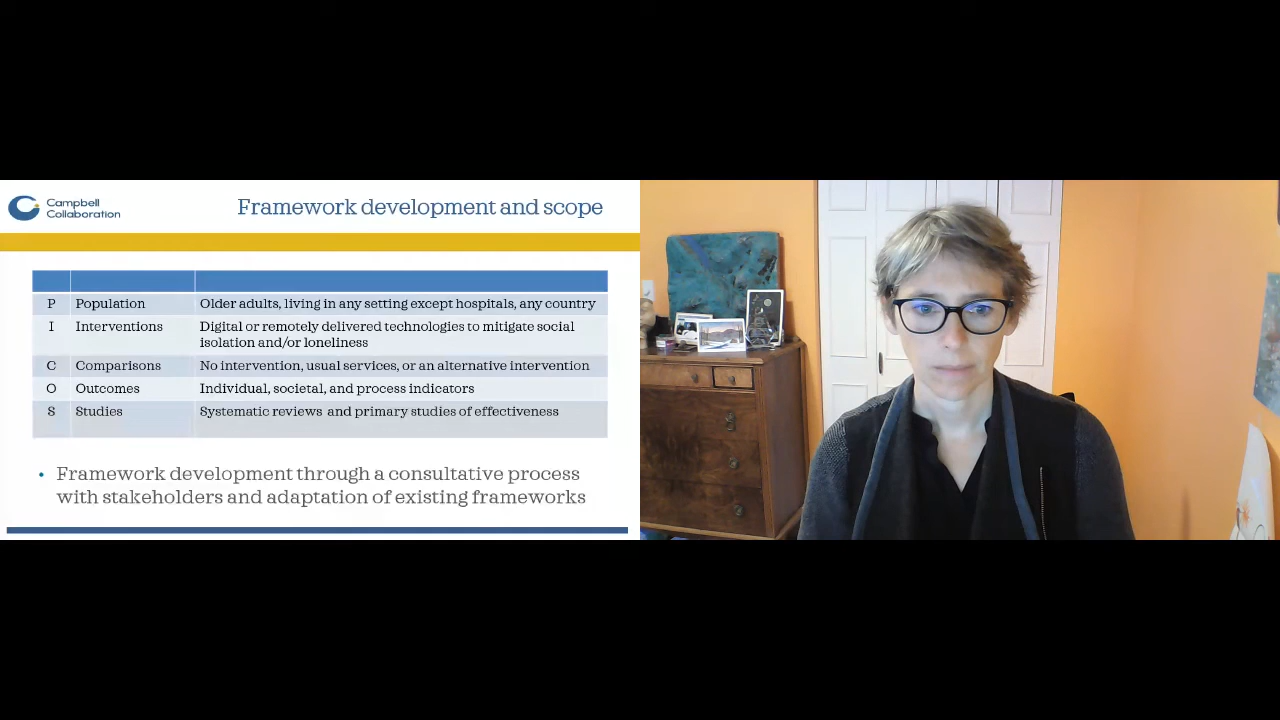 Campbell
Collaboration
Framework development and scope
P Population Older adults, living in any setting except hospitals, any country
I Interventions Digital or remotely delivered technologies to mitigate social
isolation and/or loneliness
C Comparisons No intervention, usual services, or an alternative intervention
O Outcomes Individual, societal, and process indicators
S Studies Systematic reviews and primary studies of effectiveness
• Framework development through a consultative process
with stakeholders and adaptation of existing frameworks